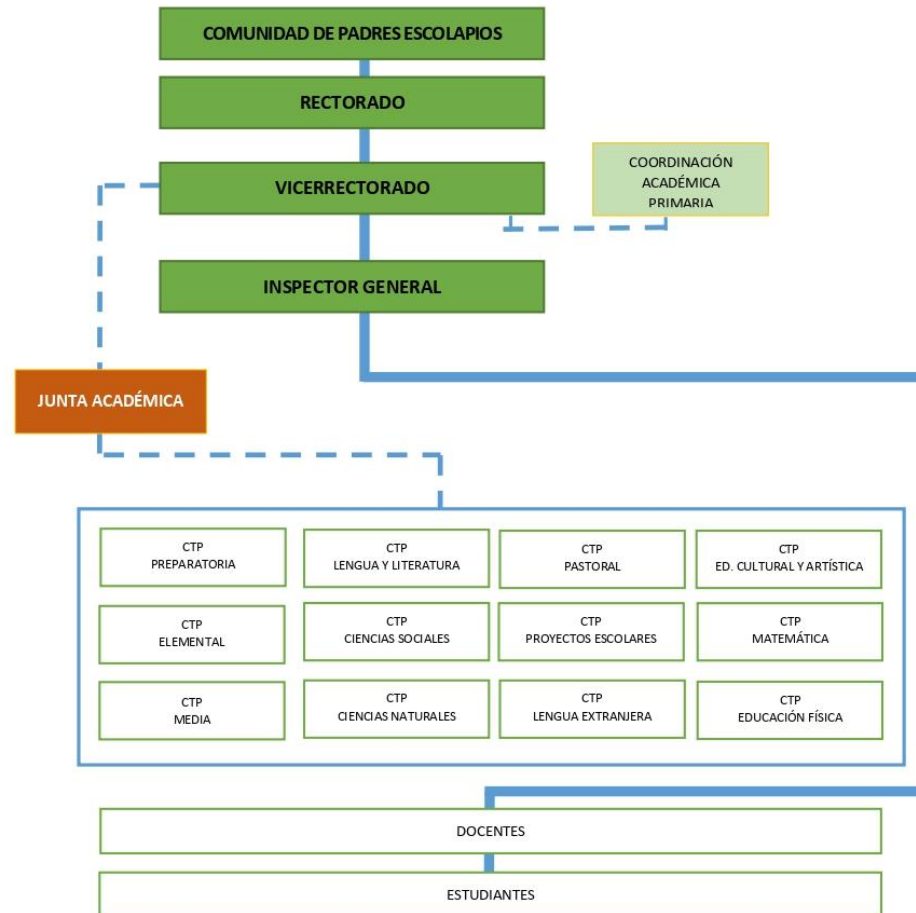 COMUNIDAD DE PADRES ESCOLAPIOS
RECTORADO
VICERRECTORADO
COORDINACIÓN
ACADÉMICA
PRIMARIA
INSPECTOR GENERAL
JUNTA ACADÉMICA
CTP
PREPARATORIA
CTP
LENGUA Y LITERATURA
CTP
PASTORAL
CTP
ED. CULTURAL Y ARTÍSTICA
CTP
ELEMENTAL
CTP
CIENCIAS SOCIALES
CTP
PROYECTOS ESCOLARES
CTP
MATEMÁTICA
CTP
MEDIA
CTP
CIENCIAS NATURALES
CTP
LENGUA EXTRANJERA
CTP
EDUCACIÓN FÍSICA
DOCENTES
ESTUDIANTES